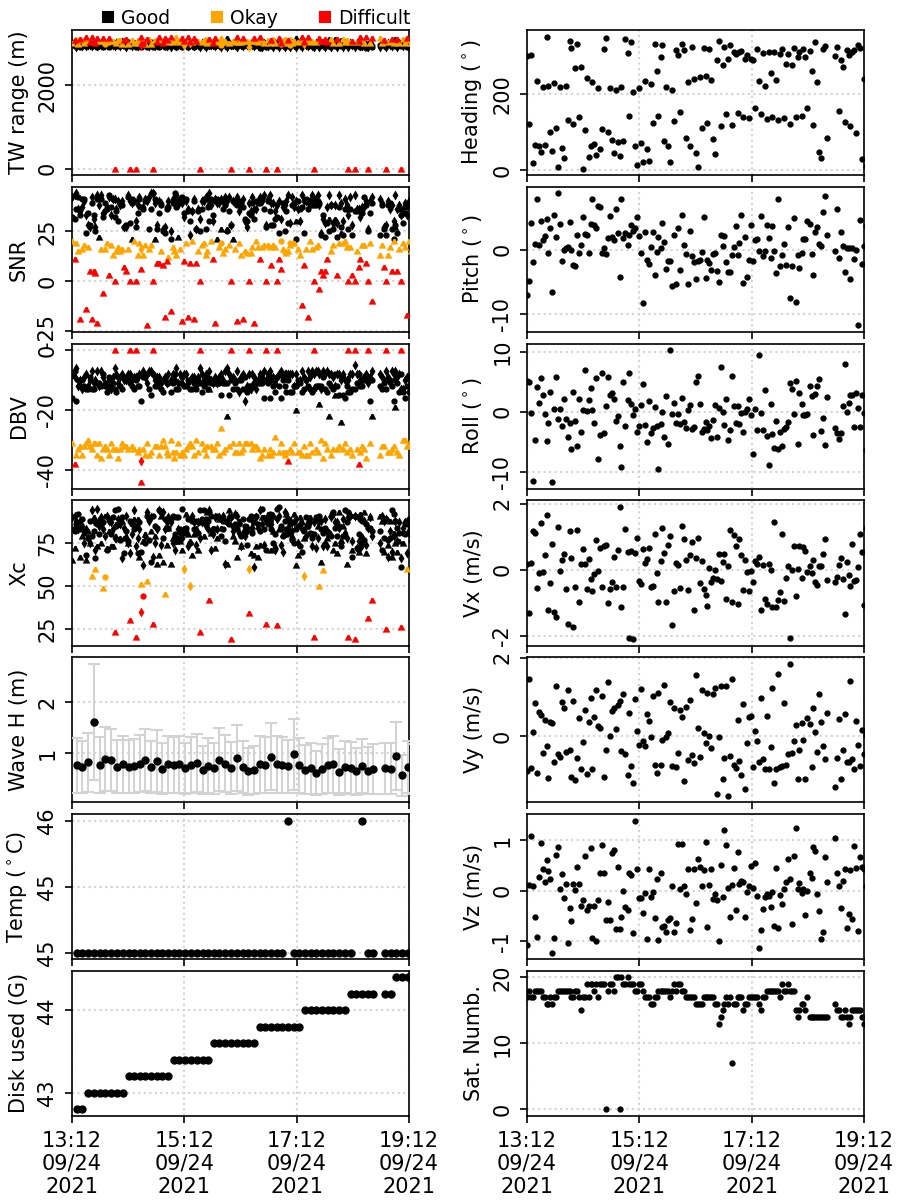 Good Okay Difficult
TW range (m)
2000
0
Heading (°)
200
0
SNR
25
0
-25
Pitch (°)
0
-10
DBV
0
-20
-40
Roll (°)
10
0
-10
Xc
75
50
25
Vx (m/s)
2
0
-2
Wave H (m)
2
1
Vy (m/s)
2
0
Temp (°C)
46
45
45
Vz (m/s)
1
0
-1
Disk used (G)
44
43
Sat. Numb.
20
10
0
13:12 15:12 17:12 19:12
09/24 09/24 09/24 09/24
2021 2021 2021 2021
13:12 15:12 17:12 19:12
09/24 09/24 09/24 09/24
2021 2021 2021 2021